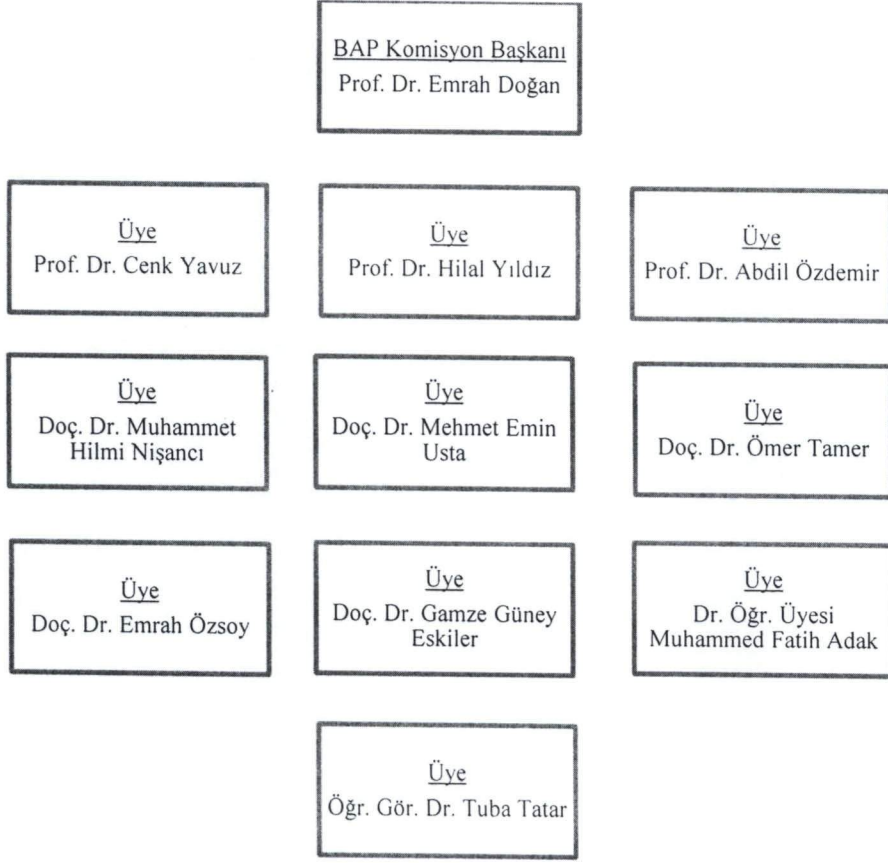 BAP Komisyon Başkanı
Prof. Dr. Emrah Doğan
Üye
Prof. Dr. Cenk Yavuz
Üye
Prof. Dr. Hilal Yıldız
Üye
Prof. Dr. Abdil Özdemir
Üye
Doç. Dr. Muhammet
Hilmi Nişancı
Üye
Doç. Dr. Mehmet Emin
Usta
Üye
Doç. Dr. Ömer Tamer
Üye
Doç. Dr. Emrah Özsoy
Üye
Doç. Dr. Gamze Güney
Eskiler
Üye
Dr. Öğr. Üyesi
Muhammed Fatih Adak
Üye
Öğr. Gör. Dr. Tuba Tatar